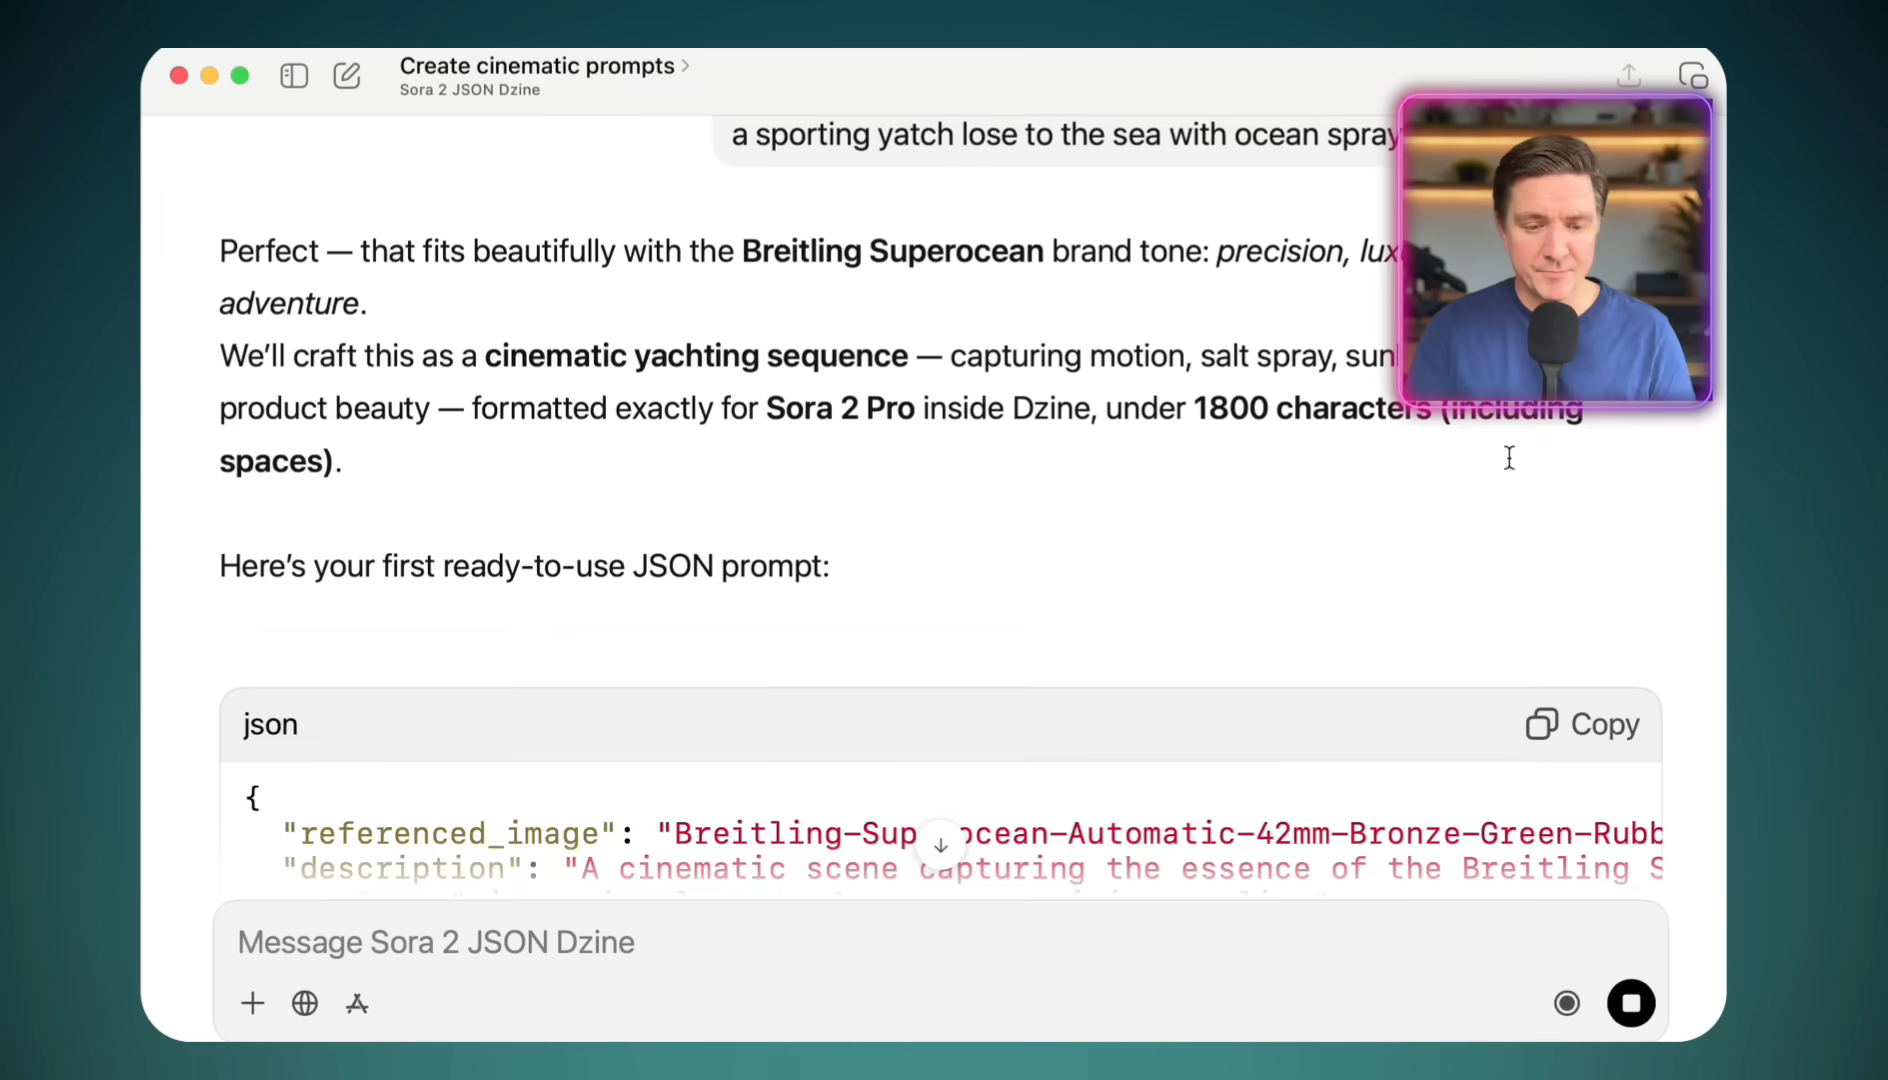 Create cinematic prompts
Sora 2 JSON Dzine
a sporting yatch lose to the sea with ocean spray
Perfect — that fits beautifully with the Breitling Superocean brand tone: precision,
adventure.
We'll craft this as a cinematic yachting sequence — capturing motion, salt spray,
product beauty — formatted exactly for Sora 2 Pro inside Dzine, under 1800 characters (including
spaces).
Here's your first ready-to-use JSON prompt:
json
Copy
{
"referenced_image": "Breitling-Superocean-Automatic-42mm-Bronze-Green-Rubb
"description": "A cinematic scene capturing the essence of the Breitling S
Message Sora 2 JSON Dzine